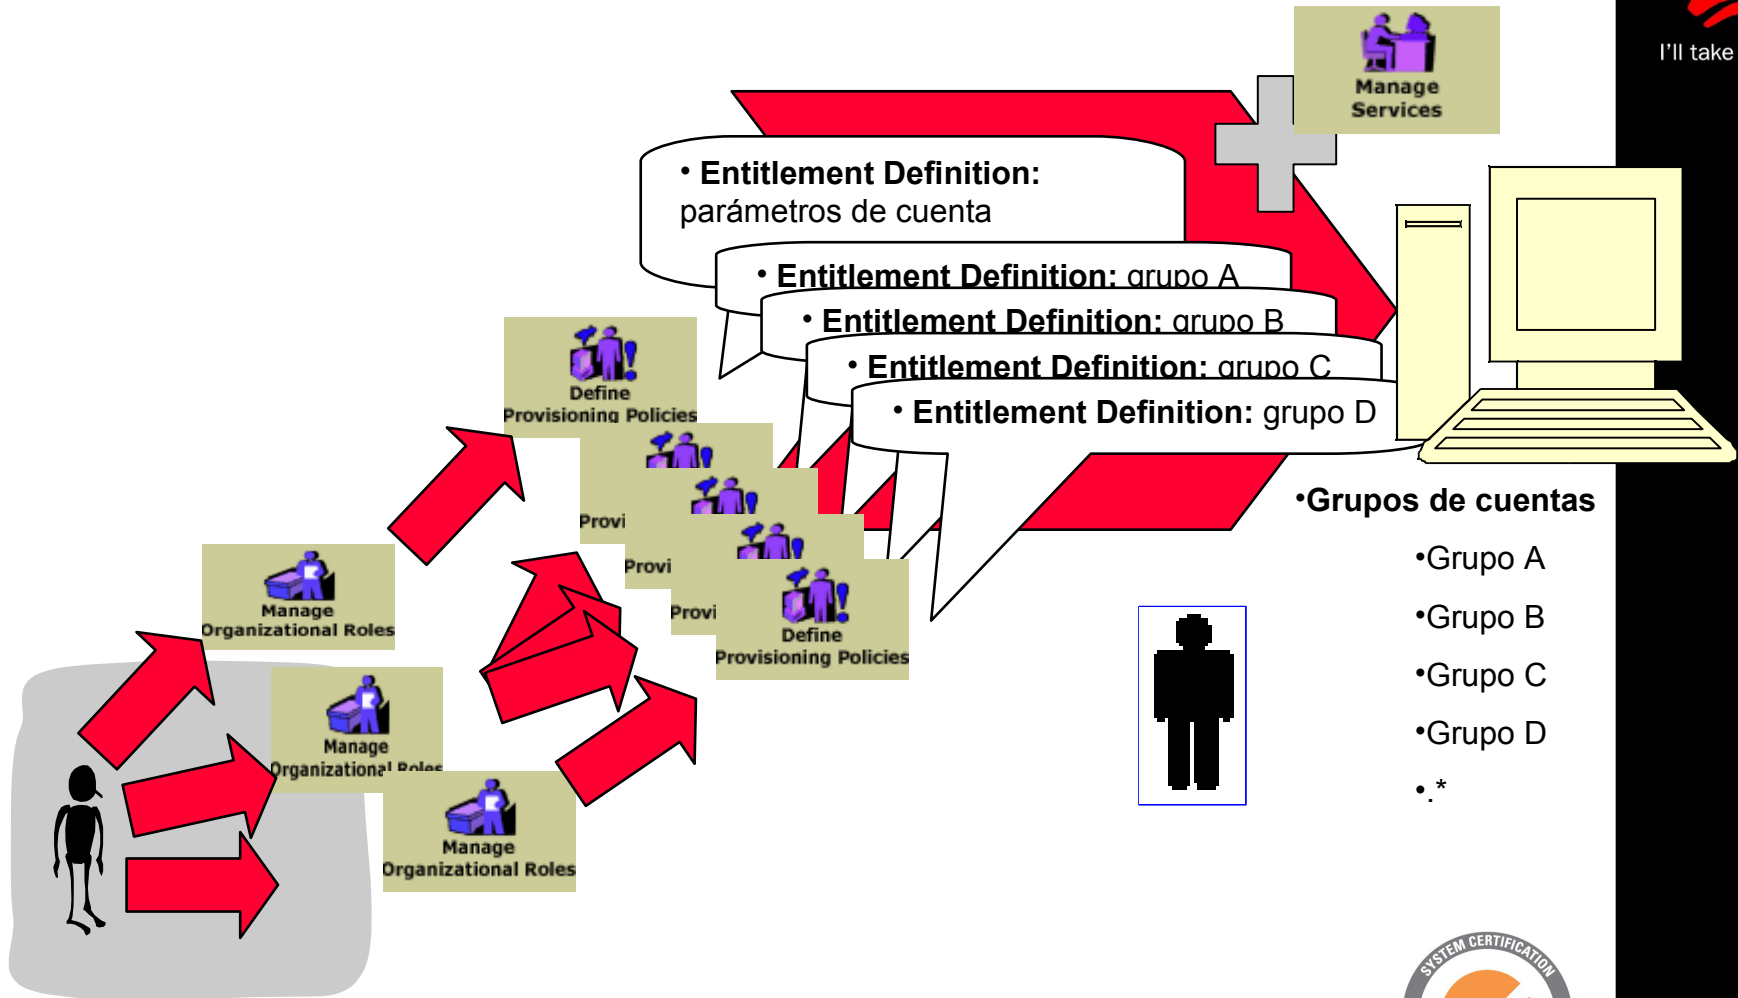 I'll take
Manage
Services
• Entitlement Definition:
parámetros de cuenta
• Entitlement Definition: grupo A
• Entitlement Definition: grupo B
• Entitlement Definition: grupo C
• Entitlement Definition: grupo D
Define
Provisioning Policies
Provi
Provi
Provi
Define
Provisioning Policies
Manage
Organizational Roles
Manage
Organizational Roles
Manage
Organizational Roles
•Grupos de cuentas
•Grupo A
•Grupo B
•Grupo C
•Grupo D
•.*
SYSTEM CERTIFICATION